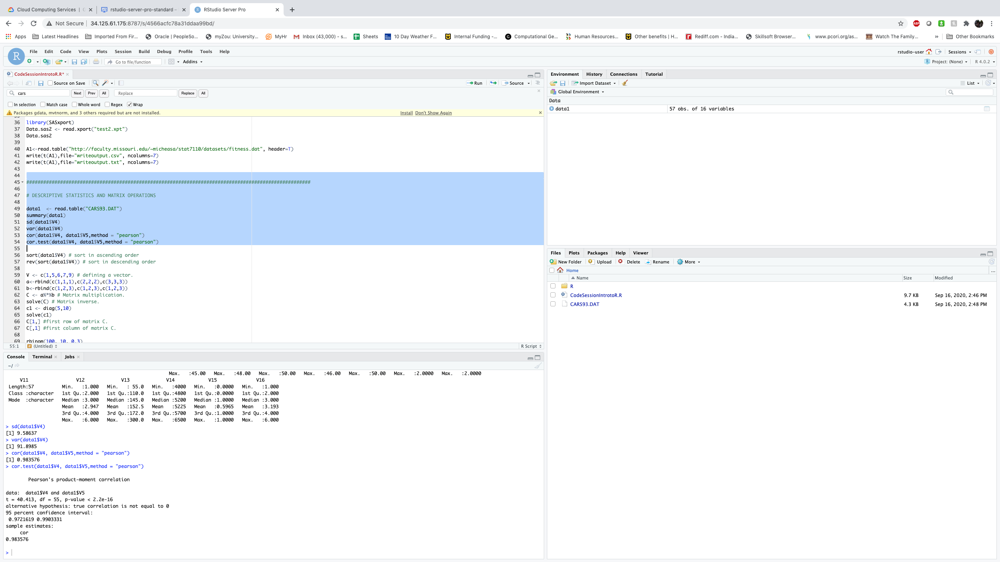 Cloud Computing Services | G
rstudio-server-pro-standard –
RStudio Server Pro
Not Secure | 34.125.61.175:8787/s/4566acfc78a31ddaa99bd/
ABP
Apps Latest Headlines Imported From Fir... Oracle | PeopleSo... myZou: University... MyHr Inbox (43,000) - s... Sheets 10 Day Weather F... Internal Funding -... Computational Ge... Human Resources... Other benefits | H... Rediff.com - India... Skillsoft Browser... www.pcori.org/as... Watch The Family... » Other Bookmarks
R File Edit Code View Plots Session Build Debug Profile Tools Help
rstudio-user Sessions
Go to file/function Addins
Project: (None) R 4.0.2
CodeSessionIntrotoR.R*
Source on Save Run Source
cars Next Prev All Replace Replace All
In selection Match case Whole word Regex Wrap
Packages gdata, mvtnorm, and 3 others required but are not installed. Install Don't Show Again
36 library(SASxport)
37 Data.sas2 <- read.xport("test2.xpt")
38 Data.sas2
39
40 A1<-read.table("http://faculty.missouri.edu/~micheasa/stat7110/datasets/fitness.dat", header=T)
41 write(t(A1),file="writeoutput.csv", ncolumns=7)
42 write(t(A1),file="writeoutput.txt", ncolumns=7)
43
44
45 #####################################################################################################
46
47 # DESCRIPTIVE STATISTICS AND MATRIX OPERATIONS
48
49 data1  <- read.table("CARS93.DAT")
50 summary(data1)
51 sd(data1$V4)
52 var(data1$V4)
53 cor(data1$V4, data1$V5,method = "pearson")
54 cor.test(data1$V4, data1$V5,method = "pearson")
55
56 sort(data1$V4) # sort in ascending order
57 rev(sort(data1$V4)) # sort in descending order
58
59 V <- c(1,5,6,7,9) # defining a vector.
60 a<-rbind(c(1,1,1),c(2,2,2),c(3,3,3))
61 b<-rbind(c(1,2,3),c(1,2,3),c(1,2,3))
62 C <- a%*%b # Matrix multiplication.
63 solve(C) # Matrix inverse.
64 c1 <- diag(5,10)
65 solve(c1)
66 C[1,] #first row of matrix C.
67 C[,1] #first column of matrix C.
68
69 rbinom(100, 10, 0.3)
55:1 (Untitled) R Script
Console Terminal Jobs
~/
Max.   :45.00   Max.   :48.00   Max.   :50.00   Max.   :46.00   Max.   :50.00   Max.   :2.0000   Max.   :2.0000
V11 V12 V13 V14 V15 V16
Length:57 Min.   :1.000 Min.   : 55.0 Min.   :4000 Min.   :0.0000 Min.   :1.000
Class :character 1st Qu.:2.000 1st Qu.:110.0 1st Qu.:4800 1st Qu.:0.0000 1st Qu.:2.000
Mode  :character Median :3.000 Median :145.0 Median :5200 Median :1.0000 Median :3.000
Mean   :2.947 Mean   :152.5 Mean   :5225 Mean   :0.5965 Mean   :3.193
3rd Qu.:4.000 3rd Qu.:172.0 3rd Qu.:5700 3rd Qu.:1.0000 3rd Qu.:4.000
Max.   :6.000 Max.   :300.0 Max.   :6500 Max.   :1.0000 Max.   :6.000
> sd(data1$V4)
[1] 9.58637
> var(data1$V4)
[1] 91.8985
> cor(data1$V4, data1$V5,method = "pearson")
[1] 0.983576
> cor.test(data1$V4, data1$V5,method = "pearson")
Pearson's product-moment correlation
data:  data1$V4 and data1$V5
t = 40.413, df = 55, p-value < 2.2e-16
alternative hypothesis: true correlation is not equal to 0
95 percent confidence interval:
0.9721619 0.9903331
sample estimates:
cor
0.983576
>
Environment History Connections Tutorial
Import Dataset List
Global Environment
Data
data1 57 obs. of 16 variables
Files Plots Packages Help Viewer
New Folder Upload Delete Rename More
Home ...
Name Size Modified
R
CodeSessionIntrotoR.R 9.7 KB Sep 16, 2020, 2:46 PM
CARS93.DAT 4.3 KB Sep 16, 2020, 2:48 PM